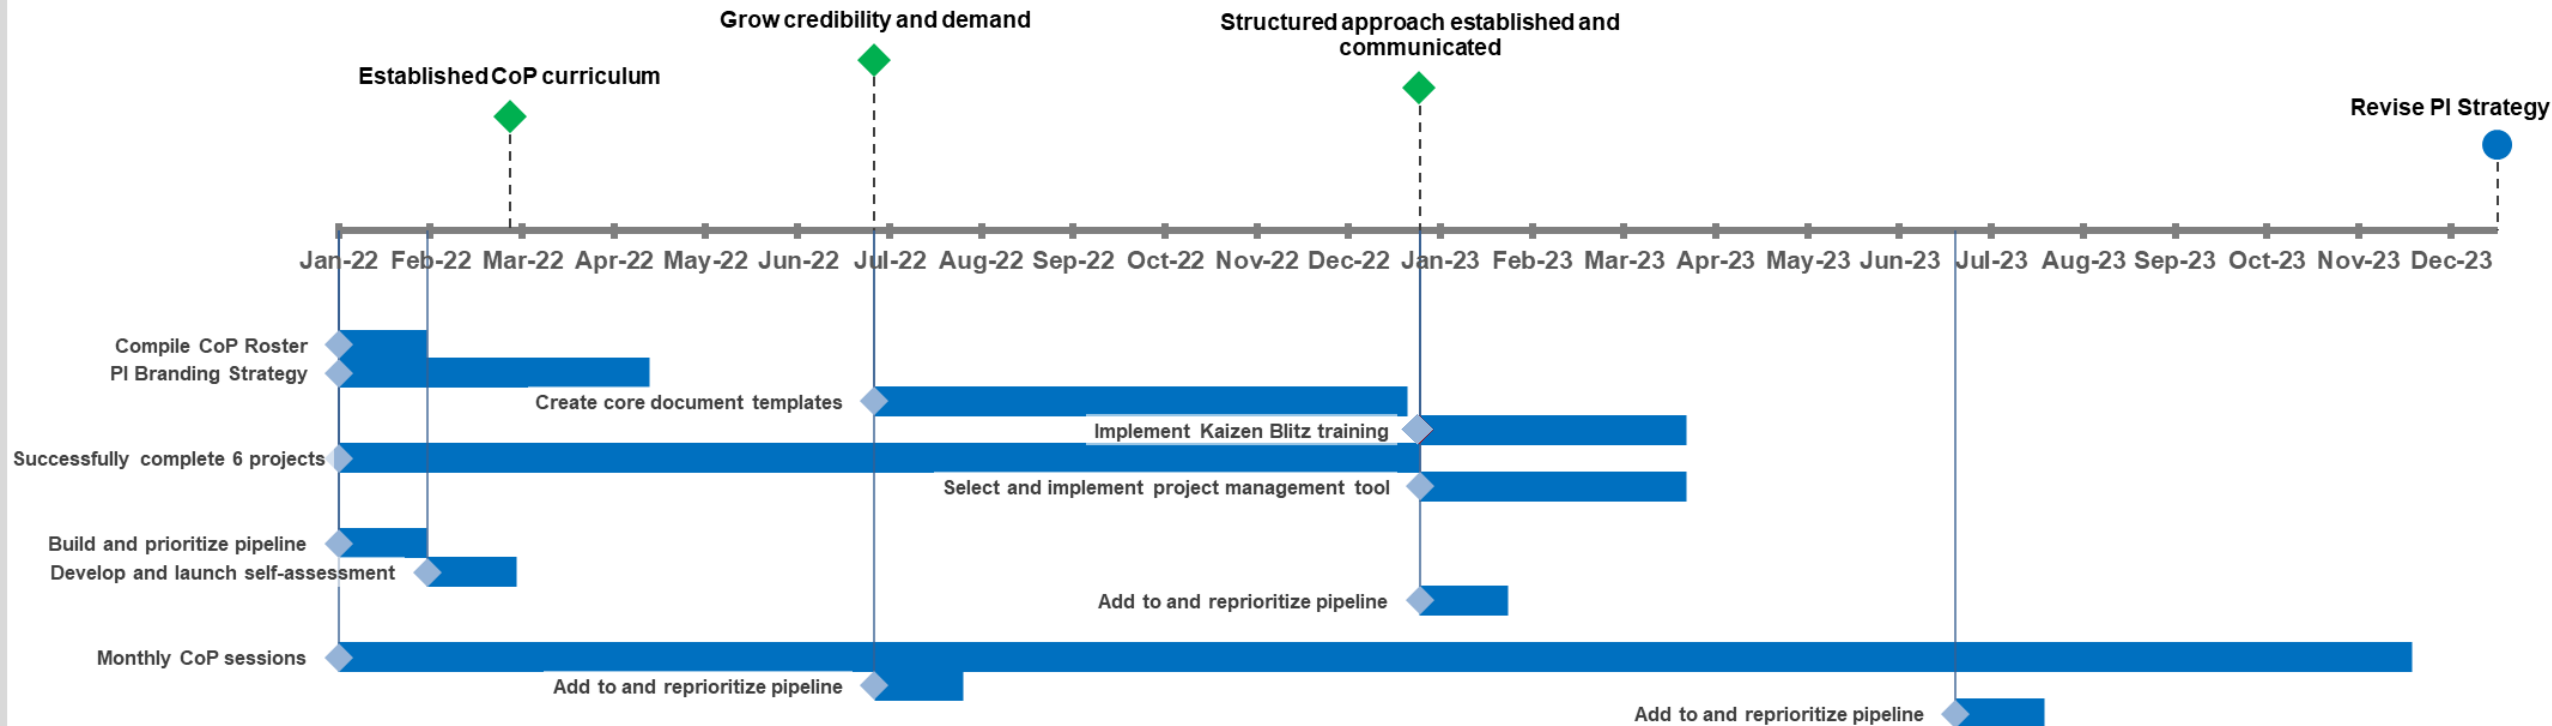 Grow credibility and demand
Structured approach established and
communicated
Established CoP curriculum
Revise PI Strategy
Jan-22 Feb-22 Mar-22 Apr-22 May-22 Jun-22 Jul-22 Aug-22 Sep-22 Oct-22 Nov-22 Dec-22 Jan-23 Feb-23 Mar-23 Apr-23 May-23 Jun-23 Jul-23 Aug-23 Sep-23 Oct-23 Nov-23 Dec-23
Compile CoP Roster
PI Branding Strategy
Create core document templates
Implement Kaizen Blitz training
Successfully complete 6 projects
Select and implement project management tool
Build and prioritize pipeline
Develop and launch self-assessment
Add to and reprioritize pipeline
Monthly CoP sessions
Add to and reprioritize pipeline
Add to and reprioritize pipeline